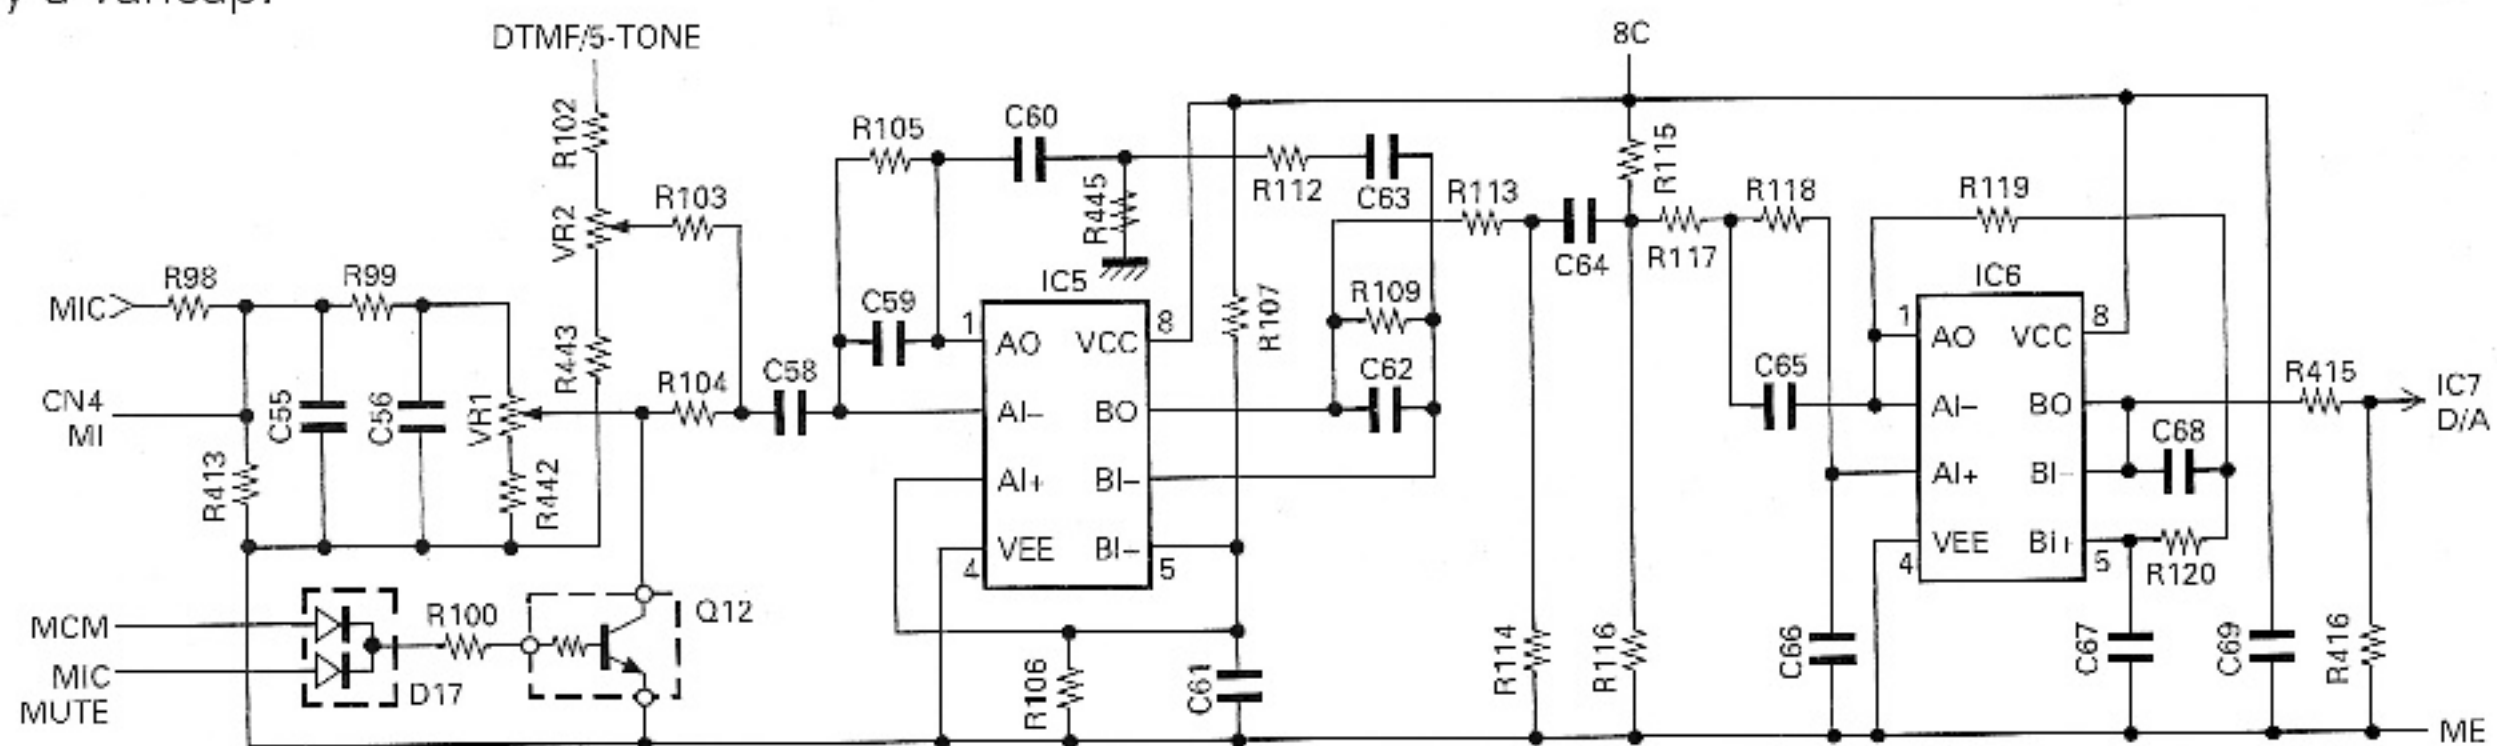 y a varicap.
DTMF/5-TONE
8C
R102
R105
C60
R115
R445
R112
C63
R103
R113
R118
R119
VR2
C64
R117
R98
R99
IC5
IC6
MIC
C59
1
8
R107
R109
1
8
R443
AO
VCC
AO
VCC
C65
R415
IC7
D/A
CN4
MI
C55
C56
VR1
R104
C58
AI-
BO
C62
AI-
BO
C68
R413
R442
AI+
BI-
AI+
BI-
VEE
BI-
VEE
BI+
4
5
4
5
R120
MCM
R100
Q12
MIC
MUTE
D17
R106
C61
R114
R116
C66
C67
C69
R416
ME